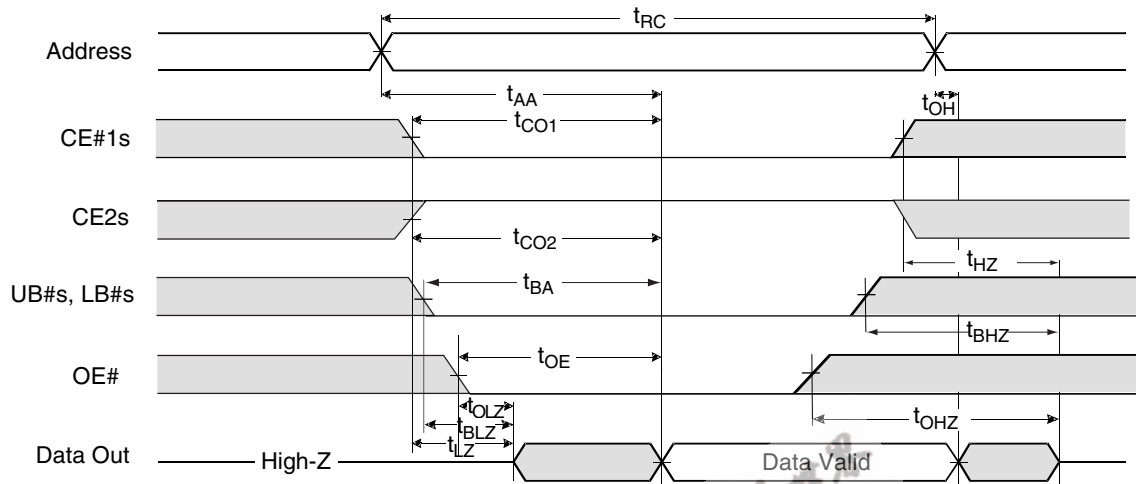 tRC
Address
tAA
tOH
tCO1
CE#1s
CE2s
tCO2
tHZ
UB#s, LB#s
tBA
tBHZ
tOE
OE#
tOLZ
tBLZ
tOHZ
tLZ
Data Out
High-Z
Data Valid